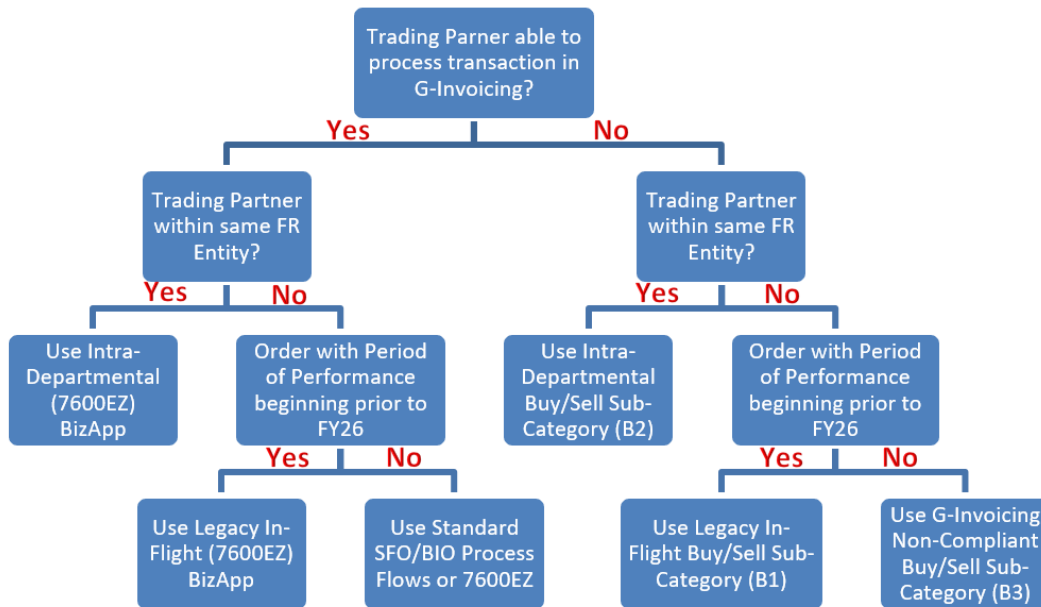 Trading Parner able to
process transaction in
G-Invoicing?
Yes
No
Trading Partner
within same FR
Entity?
Trading Partner
within same FR
Entity?
Yes
No
Yes
No
Use Intra-
Departmental
(7600EZ)
BizApp
Order with Period
of Performance
beginning prior to
FY26
Use Intra-
Departmental
Buy/Sell Sub-
Category (B2)
Order with Period
of Performance
beginning prior to
FY26
Yes
No
Yes
No
Use Legacy In-
Flight (7600EZ)
BizApp
Use Standard
SFO/BIO Process
Flows or 7600EZ
Use Legacy In-
Flight Buy/Sell Sub-
Category (B1)
Use G-Invoicing
Non-Compliant
Buy/Sell Sub-
Category (B3)